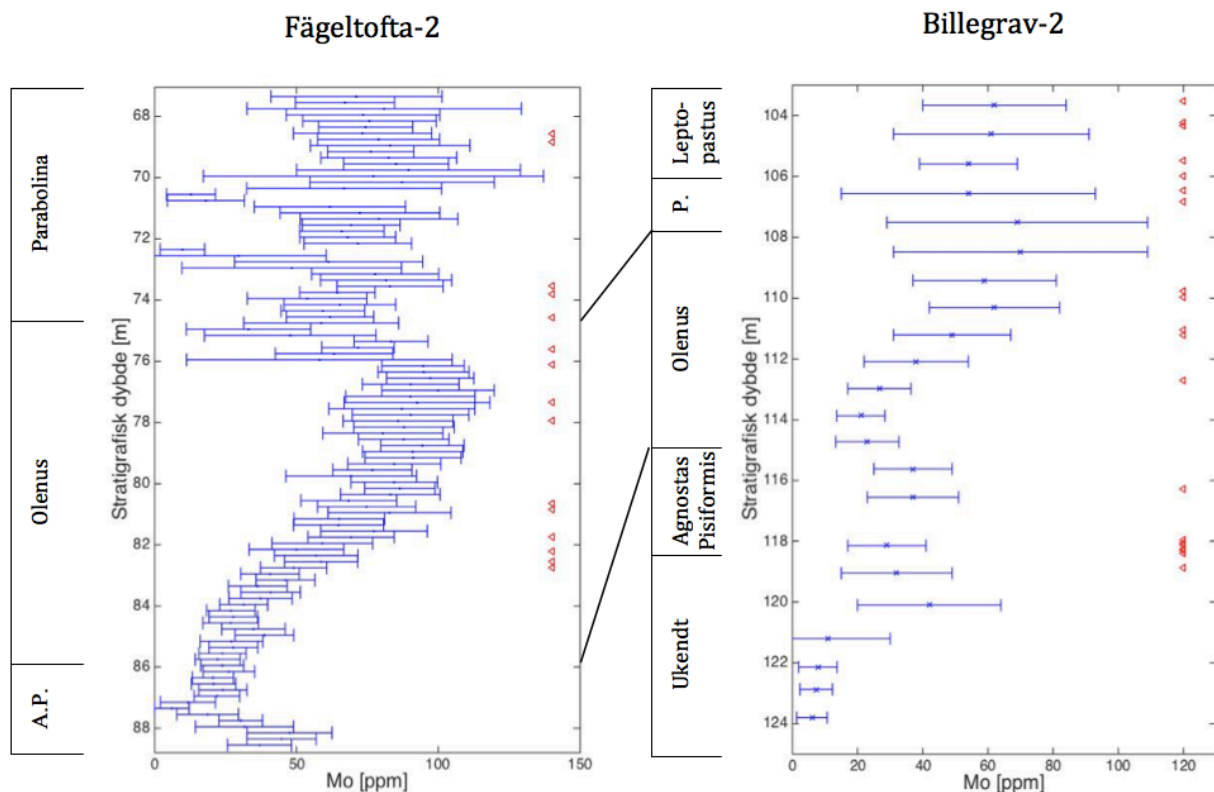 Fägeltofta-2
Billegrav-2
Parabolina
Olenus
A.P.
Stratigrafisk dybde [m]
68
70
72
74
76
78
80
82
84
86
88
0
50
100
150
Mo [ppm]
Lepto-
pastus
P.
Olenus
Agnostas
Pisiformis
Ukendt
Stratigrafisk dybde [m]
104
106
108
110
112
114
116
118
120
122
124
0
20
40
60
80
100
120
Mo [ppm]